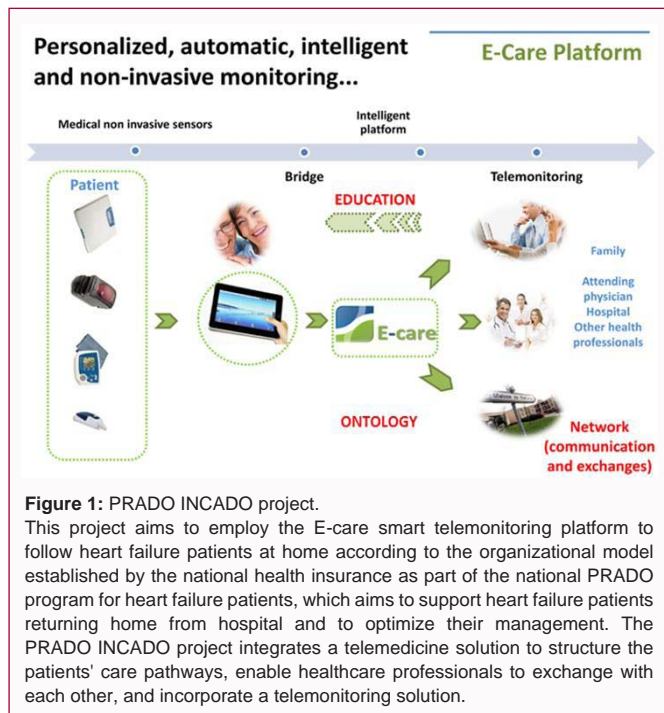 Personalized, automatic, intelligent
and non-invasive monitoring...
E-Care Platform
Medical non invasive sensors
Intelligent
platform
Bridge
Telemonitoring
Patient
EDUCATION
Family
Attending
physician
Hospital
Other health
professionals
E-care
ONTOLOGY
Network
(communication
and exchanges)
Figure 1: PRADO INCADO project.
This project aims to employ the E-care smart telemonitoring platform to
follow heart failure patients at home according to the organizational model
established by the national health insurance as part of the national PRADO
program for heart failure patients, which aims to support heart failure patients
returning home from hospital and to optimize their management. The
PRADO INCADO project integrates a telemedicine solution to structure the
patients' care pathways, enable healthcare professionals to exchange with
each other, and incorporate a telemonitoring solution.